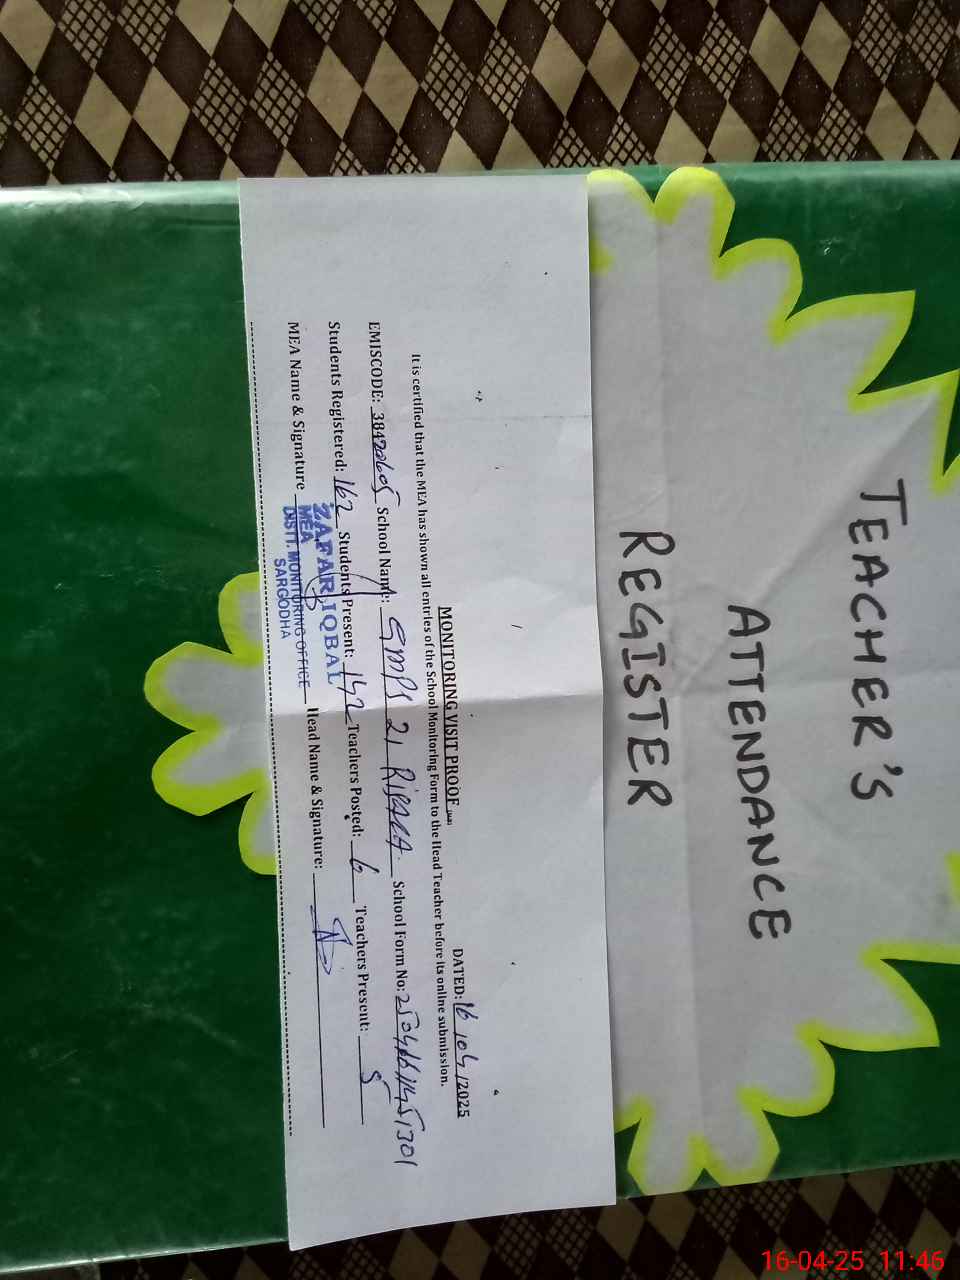 TEACHER'S
ATTENDANCE
REGISTER
DATED: 16/04/2025
MONITORING VISIT PROOF
It is certified that the MEA has shown all entries of the School Monitoring Form to the Head Teacher before its online submission.
EMISCODE: 38420605 School Name: GMPS 21 School Form No:
Students Registered: 162 Students Present: 142 Teachers Posted: 6 Teachers Present: 5
MEA Name & Signature Head Name & Signature:
ZAFAR IQBAL
MEA
DISTT. MONITORING OFFICE
SARGODHA
16-04-25 11:46